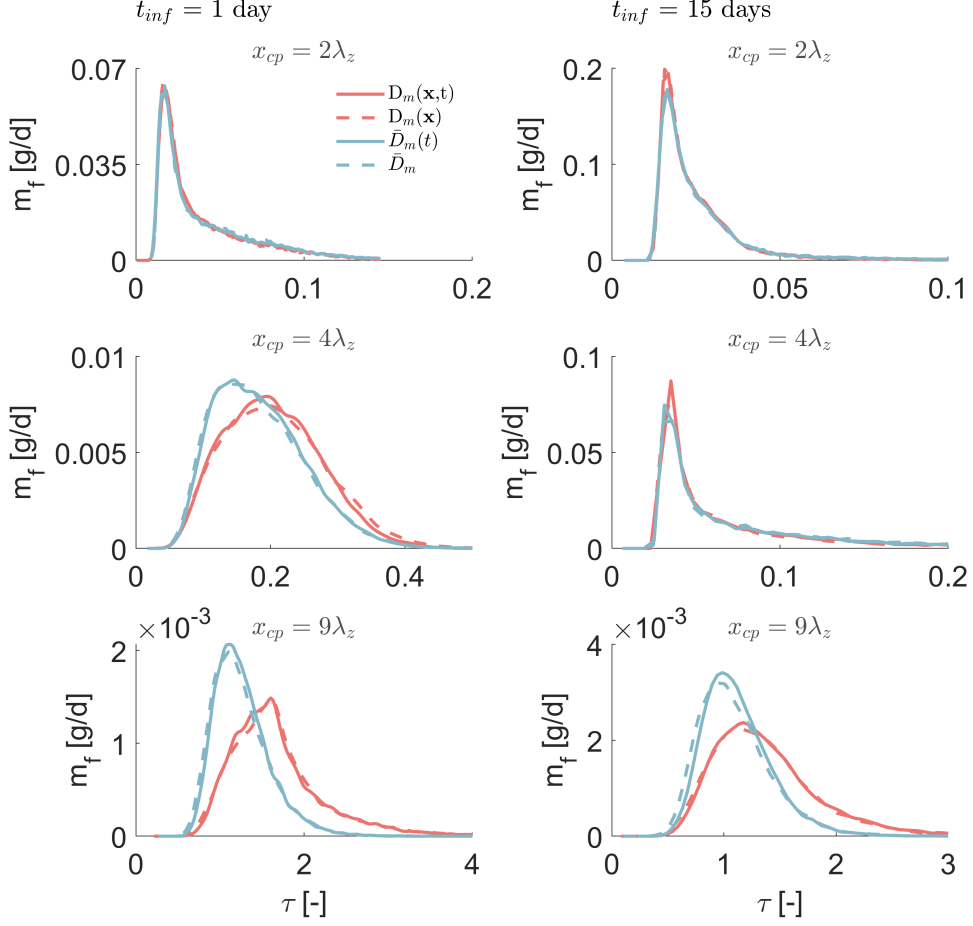 t_inf = 1 day
t_inf = 15 days
x_cp = 2λ_z
0.07
0.035
0
m_f [g/d]
0
0.1
0.2
D_m(x,t)
D_m(x)
D̄_m(t)
D̄_m
x_cp = 2λ_z
0.2
0.1
0
m_f [g/d]
0
0.05
0.1
x_cp = 4λ_z
0.01
0.005
0
m_f [g/d]
0
0.2
0.4
x_cp = 4λ_z
0.1
0.05
0
m_f [g/d]
0
0.1
0.2
×10⁻³
x_cp = 9λ_z
2
1
0
m_f [g/d]
0
2
4
τ [-]
×10⁻³
x_cp = 9λ_z
4
2
0
m_f [g/d]
0
1
2
3
τ [-]